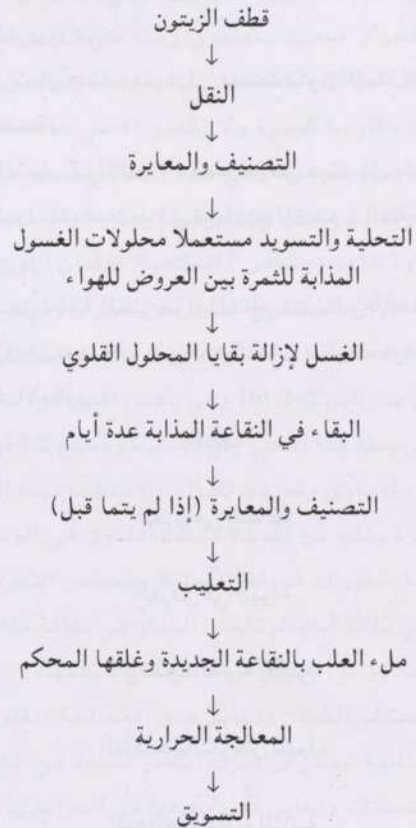 قطف الزيتون
↓
النقل
↓
التصنيف والمعايرة
↓
التحلية والتسويد مستعملا محلولات الغسول
المذابة للثمرة بين العروض للهواء
↓
الغسل لإزالة بقايا المحلول القلوي
↓
البقاء في النقاعة المذابة عدة أيام
↓
التصنيف والمعايرة (إذا لم يتما قبل)
↓
التعليب
↓
ملء العلب بالنقاعة الجديدة وغلقها المحكم
↓
المعالجة الحرارية
↓
التسويق